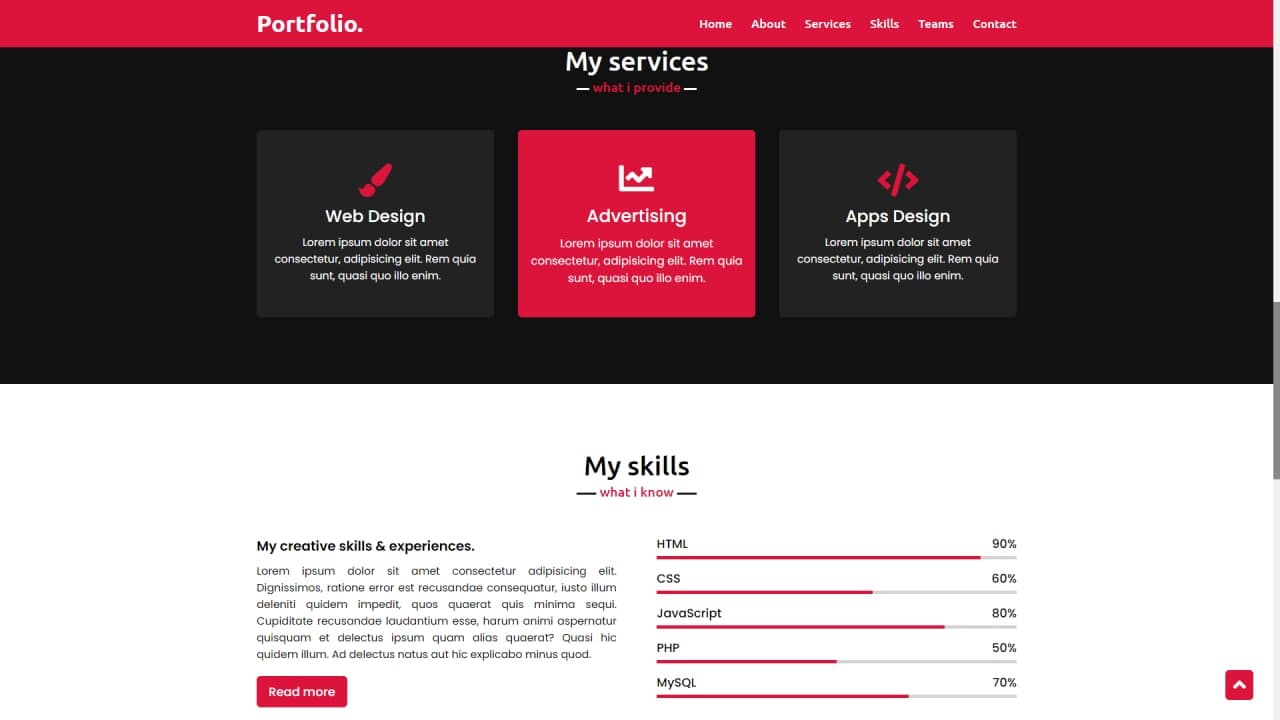 Portfolio.
Home About Services Skills Teams Contact
My services
what i provide
Web Design
Lorem ipsum dolor sit amet
consectetur, adipisicing elit. Rem quia
sunt, quasi quo illo enim.
Advertising
Lorem ipsum dolor sit amet
consectetur, adipisicing elit. Rem quia
sunt, quasi quo illo enim.
Apps Design
Lorem ipsum dolor sit amet
consectetur, adipisicing elit. Rem quia
sunt, quasi quo illo enim.
My skills
what i know
My creative skills & experiences.
Lorem ipsum dolor sit amet consectetur adipisicing elit.
Dignissimos, ratione error est recusandae consequatur, iusto illum
deleniti quidem impedit, quos quaerat quis minima sequi.
Cupiditate recusandae laudantium esse, harum animi aspernatur
quisquam et delectus ipsum quam alias quaerat? Quasi hic
quidem illum. Ad delectus natus aut hic explicabo minus quod.
Read more
HTML 90%
CSS 60%
JavaScript 80%
PHP 50%
MySQL 70%